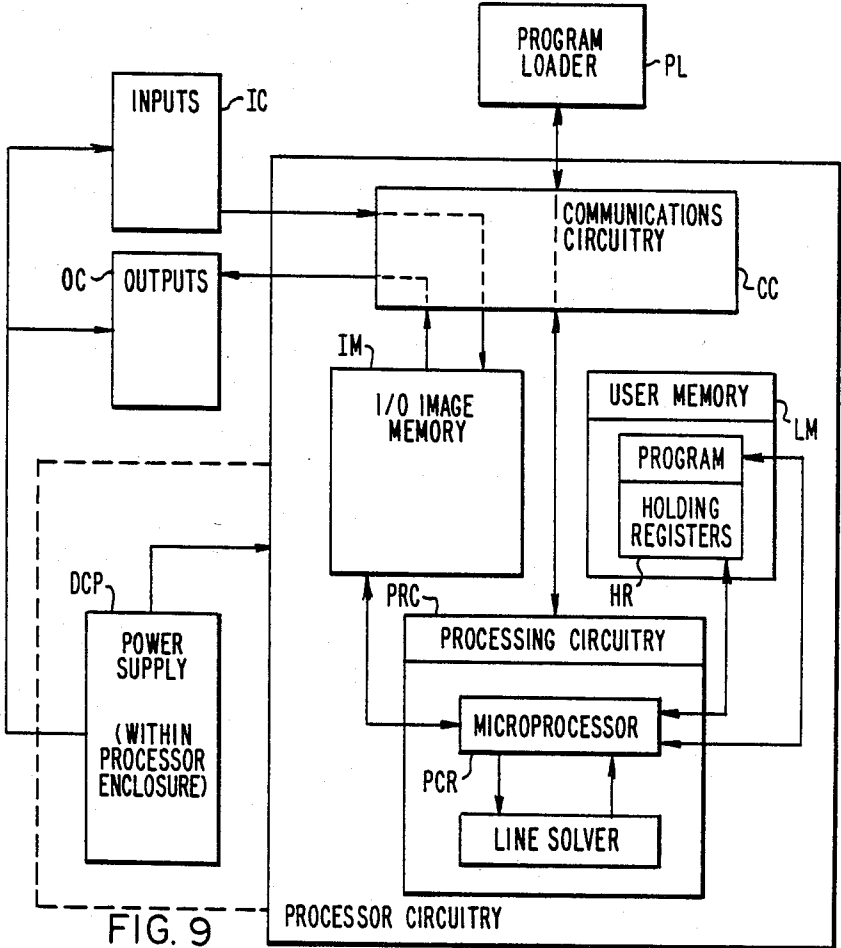 PROGRAM
LOADER
PL
INPUTS
IC
COMMUNICATIONS
CIRCUITRY
CC
OC
OUTPUTS
IM
I/O IMAGE
MEMORY
USER MEMORY
LM
PROGRAM
HOLDING
REGISTERS
HR
DCP
POWER
SUPPLY
(WITHIN
PROCESSOR
ENCLOSURE)
PRC
PROCESSING CIRCUITRY
MICROPROCESSOR
PCR
LINE SOLVER
PROCESSOR CIRCUITRY
FIG. 9